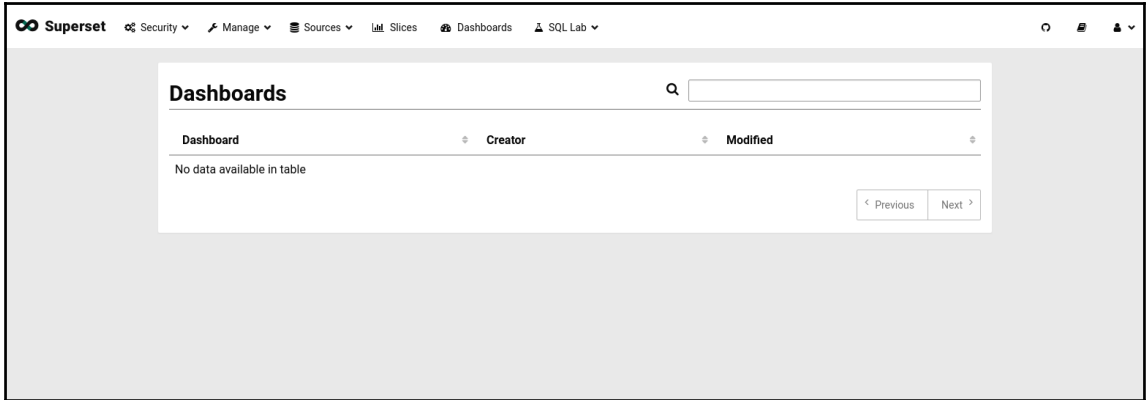 Superset Security Manage Sources Slices Dashboards SQL Lab
Dashboards
Dashboard Creator Modified
No data available in table
Previous Next